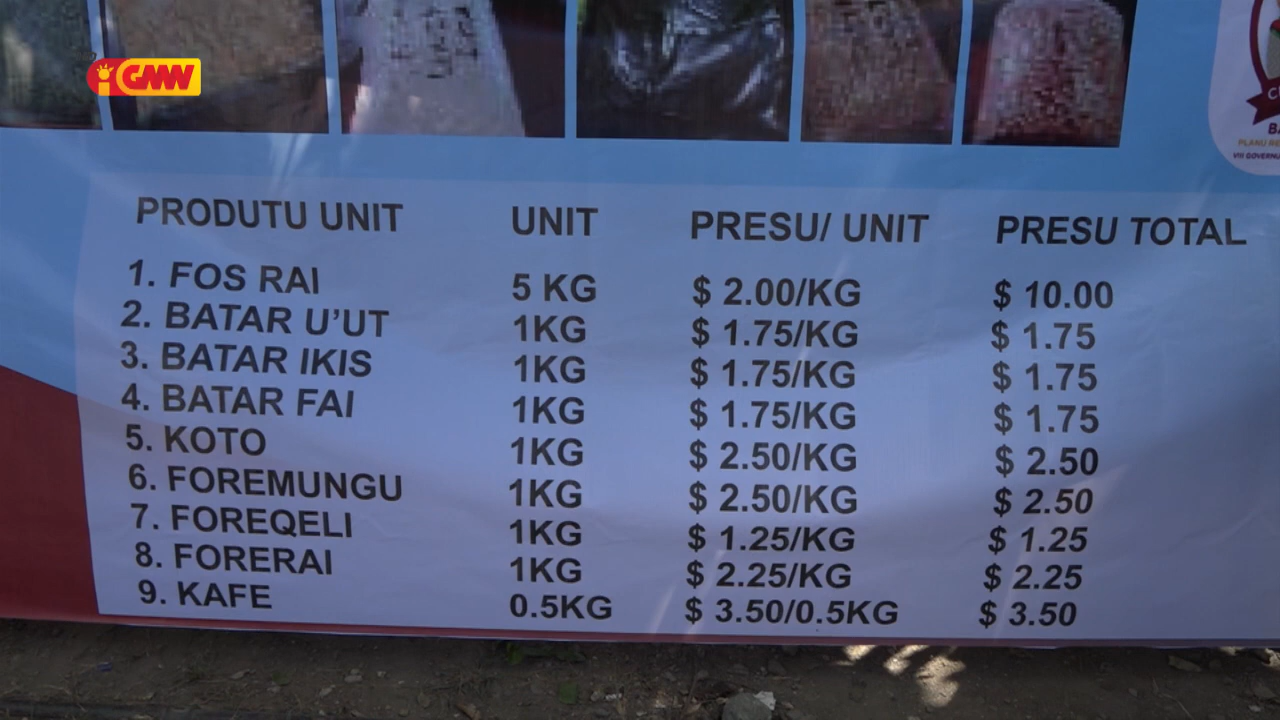 GMN
PRODUTU UNIT UNIT PRESU/ UNIT PRESU TOTAL
1. FOS RAI 5 KG $ 2.00/KG $ 10.00
2. BATAR U'UT 1KG $ 1.75/KG $ 1.75
3. BATAR IKIS 1KG $ 1.75/KG $ 1.75
4. BATAR FAI 1KG $ 1.75/KG $ 1.75
5. KOTO 1KG $ 2.50/KG $ 2.50
6. FOREMUNGU 1KG $ 2.50/KG $ 2.50
7. FOREQELI 1KG $ 1.25/KG $ 1.25
8. FORERAI 1KG $ 2.25/KG $ 2.25
9. KAFE 0.5KG $ 3.50/0.5KG $ 3.50